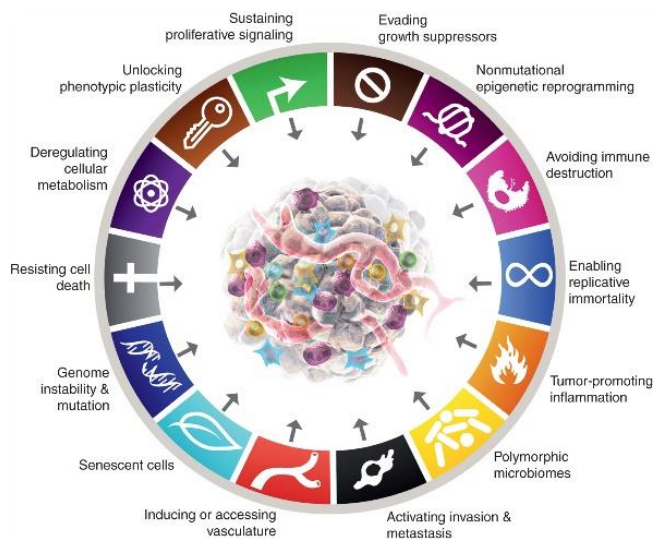 Sustaining
proliferative signaling
Evading
growth suppressors
Nonmutational
epigenetic reprogramming
Avoiding immune
destruction
Enabling
replicative
immortality
Tumor-promoting
inflammation
Polymorphic
microbiomes
Activating invasion &
metastasis
Inducing or accessing
vasculature
Senescent cells
Genome
instability &
mutation
Resisting cell
death
Deregulating
cellular
metabolism
Unlocking
phenotypic plasticity